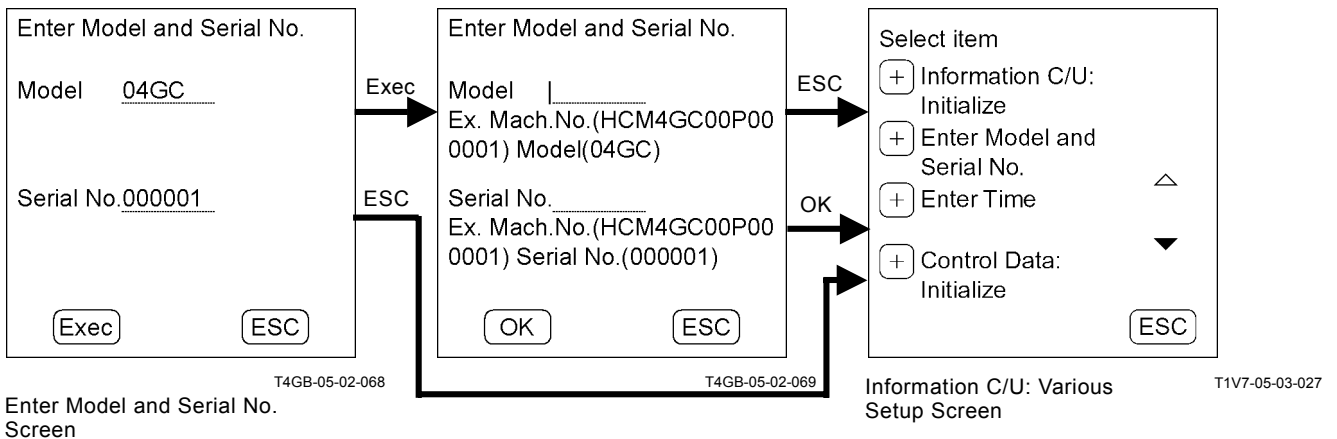 Enter Model and Serial No.
Model 04GC
Serial No.000001
Exec ESC
T4GB-05-02-068
Enter Model and Serial No.
Screen
Exec
ESC
Enter Model and Serial No.
Model
Ex. Mach.No.(HCM4GC00P00
0001) Model(04GC)
Serial No.
Ex. Mach.No.(HCM4GC00P00
0001) Serial No.(000001)
OK ESC
T4GB-05-02-069
ESC
OK
Select item
+ Information C/U:
Initialize
+ Enter Model and
Serial No.
+ Enter Time
+ Control Data:
Initialize
ESC
Information C/U: Various
Setup Screen
T1V7-05-03-027